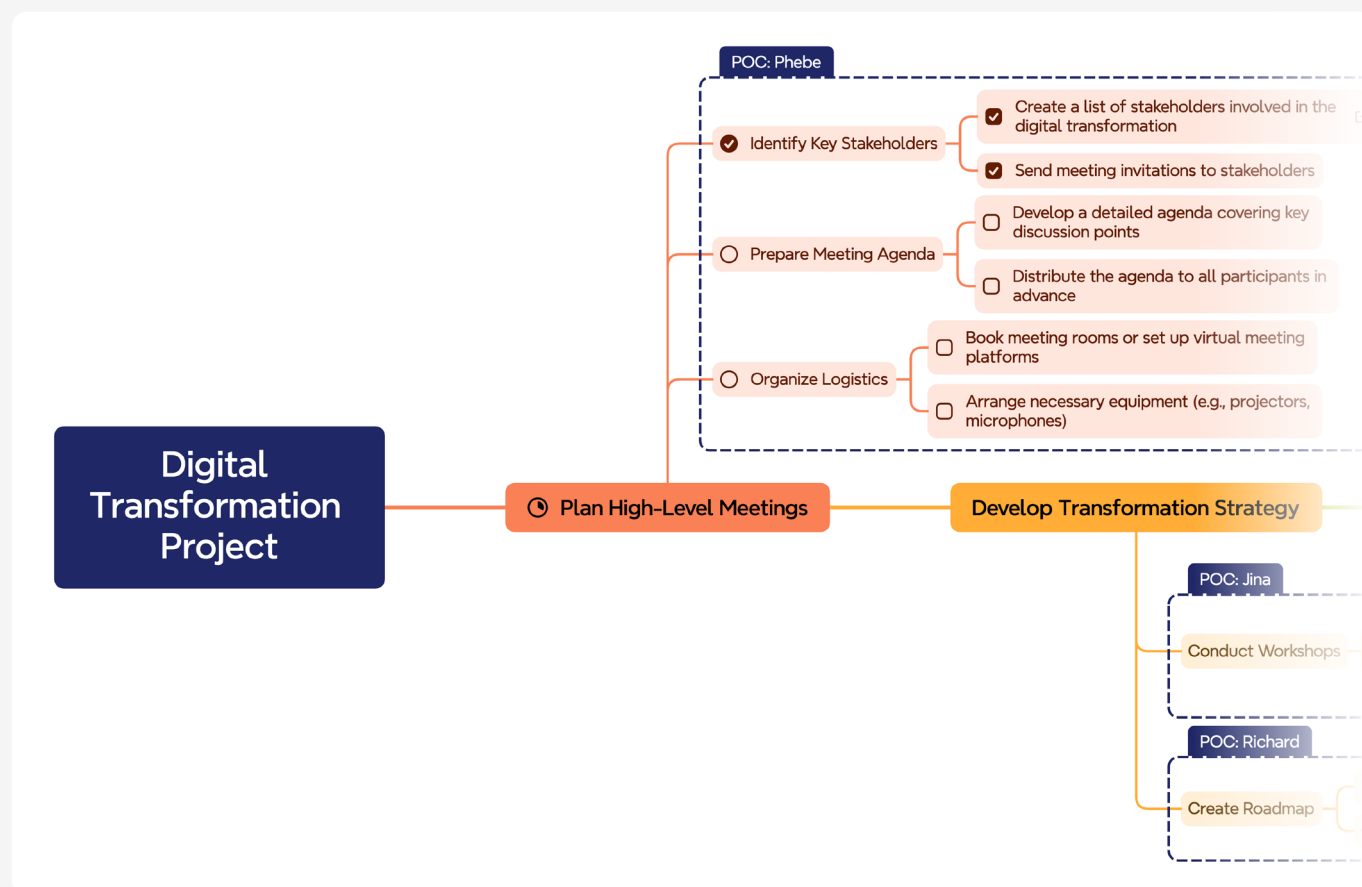 POC: Phebe
Identify Key Stakeholders
Create a list of stakeholders involved in the
digital transformation
Send meeting invitations to stakeholders
Prepare Meeting Agenda
Develop a detailed agenda covering key
discussion points
Distribute the agenda to all participants in
advance
Organize Logistics
Book meeting rooms or set up virtual meeting
platforms
Arrange necessary equipment (e.g., projectors,
microphones)
Digital
Transformation
Project
Plan High-Level Meetings
Develop Transformation Strategy
POC: Jina
Conduct Workshops
POC: Richard
Create Roadmap